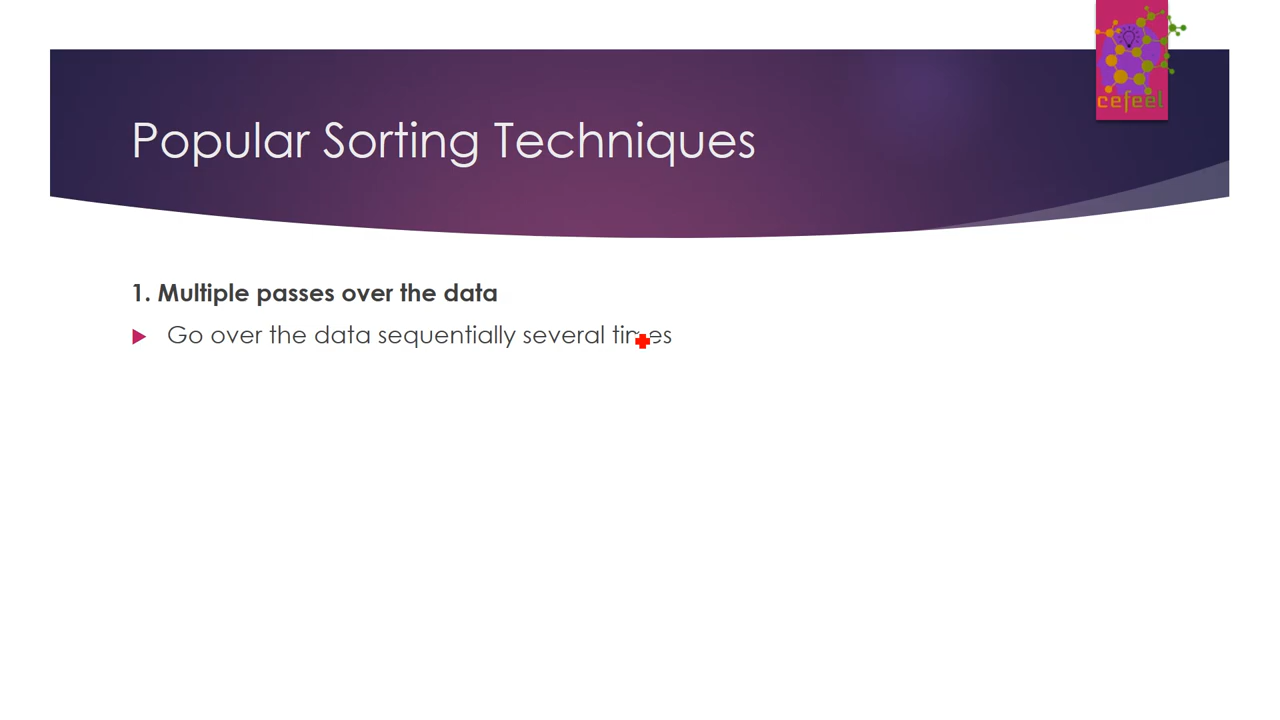 cefeel
Popular Sorting Techniques
1. Multiple passes over the data
Go over the data sequentially several times